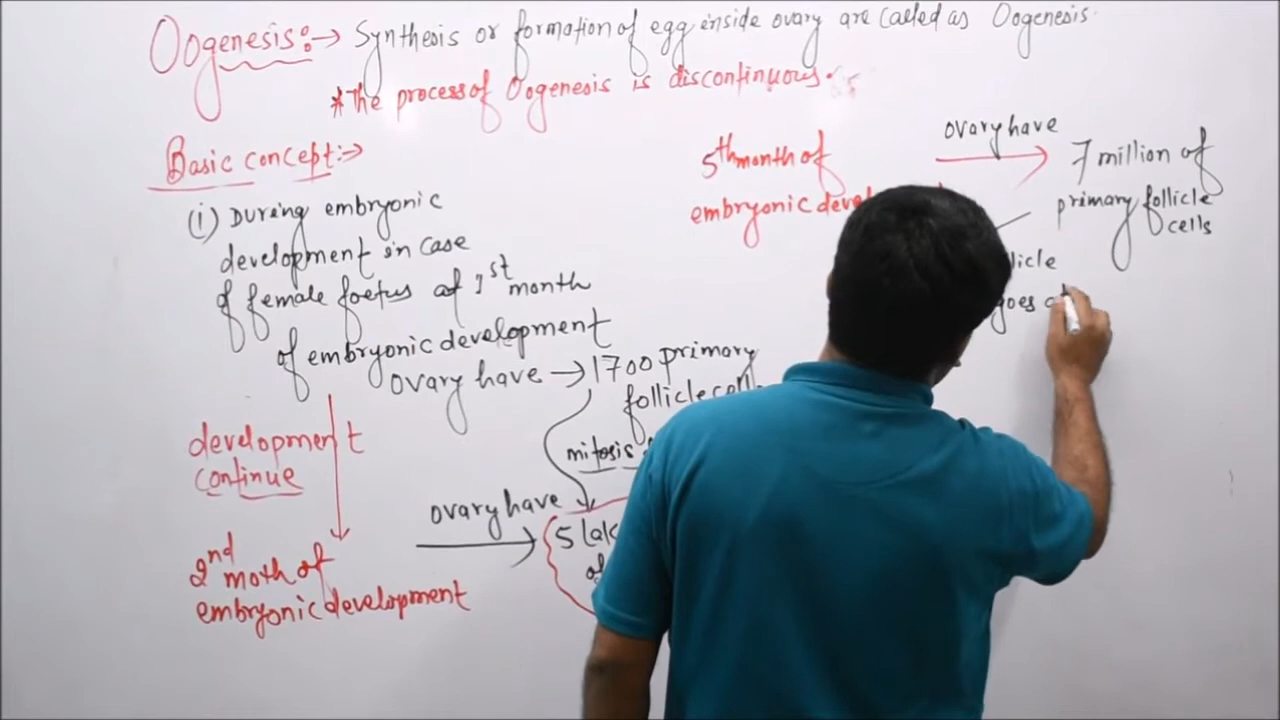 Oogenesis:→ Synthesis or formation of egg inside ovary are called as Oogenesis.
*The process of Oogenesis is discontinuous.
Basic concept:→
(i) During embryonic
development in case
of female foetus at 1st month
of embryonic development
ovary have → 1700 primary
follicle
mitosis
development
continue
ovary have
5
of
2nd moth of
embryonic development
5th month of
embryonic
ovary have
7 million of
primary follicle
cells
goes